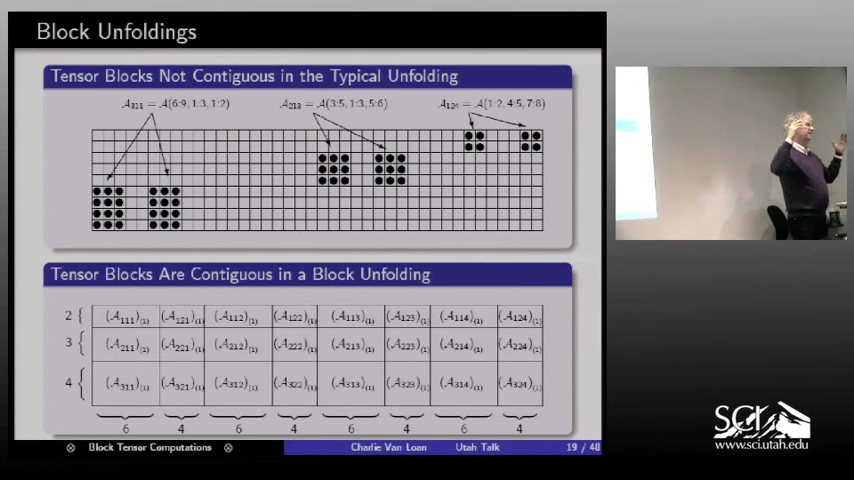 Block Unfoldings
Tensor Blocks Not Contiguous in the Typical Unfolding
A₃₁₁ = A(6:9, 1:3, 1:2) A₂₁₃ = A(3:5, 1:3, 5:6) A₁₂₄ = A(1:2, 4:5, 7:8)
Tensor Blocks Are Contiguous in a Block Unfolding
2 { (A₁₁₁)₍₁₎ (A₁₂₁)₍₁₎ (A₁₁₂)₍₁₎ (A₁₂₂)₍₁₎ (A₁₁₃)₍₁₎ (A₁₂₃)₍₁₎ (A₁₁₄)₍₁₎ (A₁₂₄)₍₁₎
3 { (A₂₁₁)₍₁₎ (A₂₂₁)₍₁₎ (A₂₁₂)₍₁₎ (A₂₂₂)₍₁₎ (A₂₁₃)₍₁₎ (A₂₂₃)₍₁₎ (A₂₁₄)₍₁₎ (A₂₂₄)₍₁₎
4 { (A₃₁₁)₍₁₎ (A₃₂₁)₍₁₎ (A₃₁₂)₍₁₎ (A₃₂₂)₍₁₎ (A₃₁₃)₍₁₎ (A₃₂₃)₍₁₎ (A₃₁₄)₍₁₎ (A₃₂₄)₍₁₎
6 4 6 4 6 4 6 4
⊗ Block Tensor Computations ⊗ Charlie Van Loan Utah Talk 19 / 48
SCI
www.sci.utah.edu